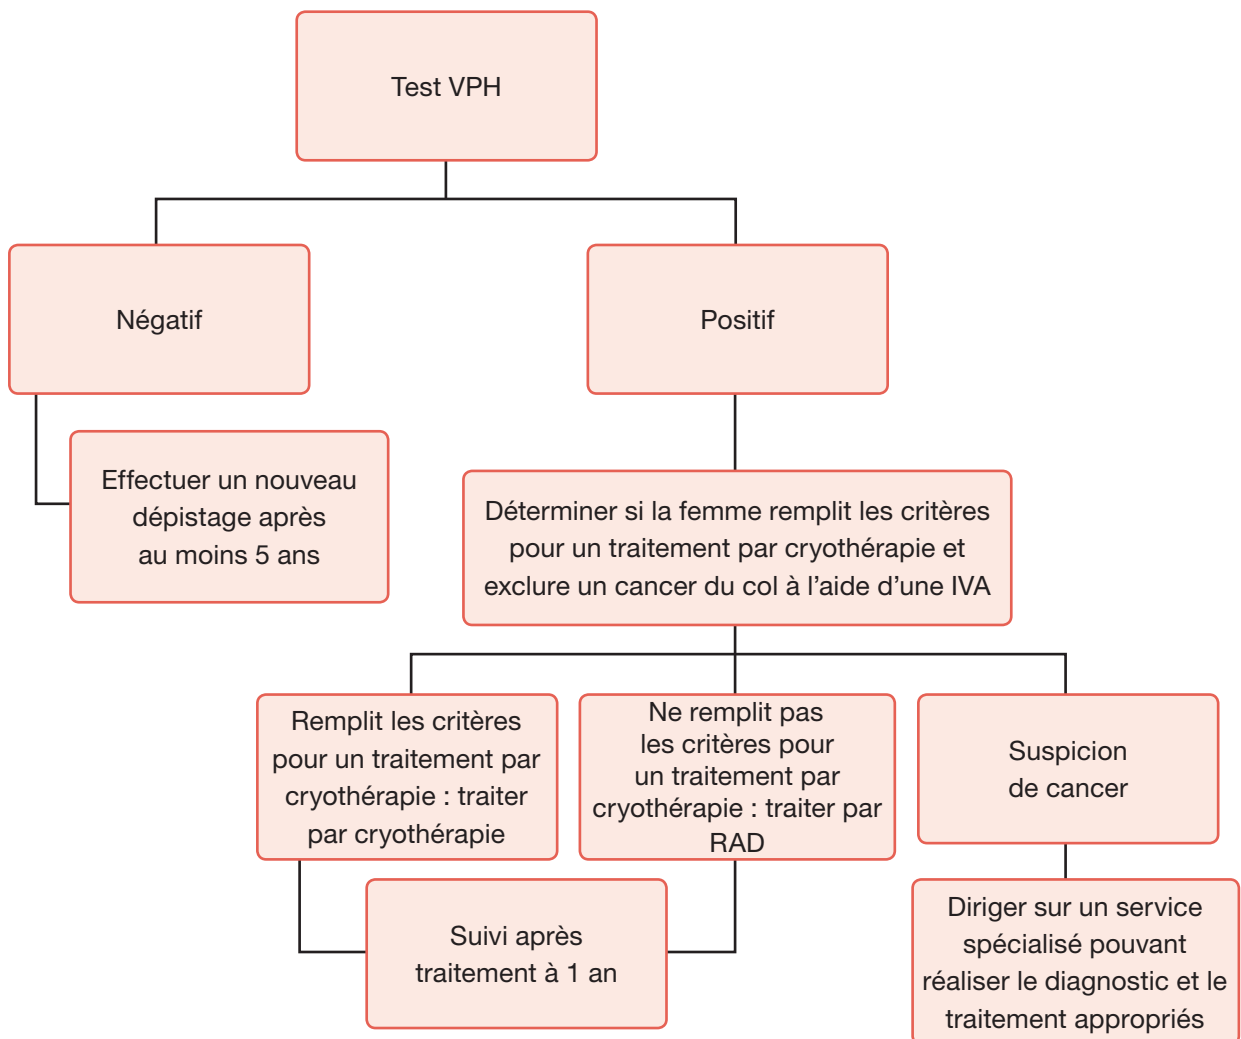 Test VPH
Négatif
Positif
Effectuer un nouveau
dépistage après
au moins 5 ans
Déterminer si la femme remplit les critères
pour un traitement par cryothérapie et
exclure un cancer du col à l’aide d’une IVA
Remplit les critères
pour un traitement par
cryothérapie : traiter
par cryothérapie
Ne remplit pas
les critères pour
un traitement par
cryothérapie : traiter par
RAD
Suspicion
de cancer
Suivi après
traitement à 1 an
Diriger sur un service
spécialisé pouvant
réaliser le diagnostic et le
traitement appropriés